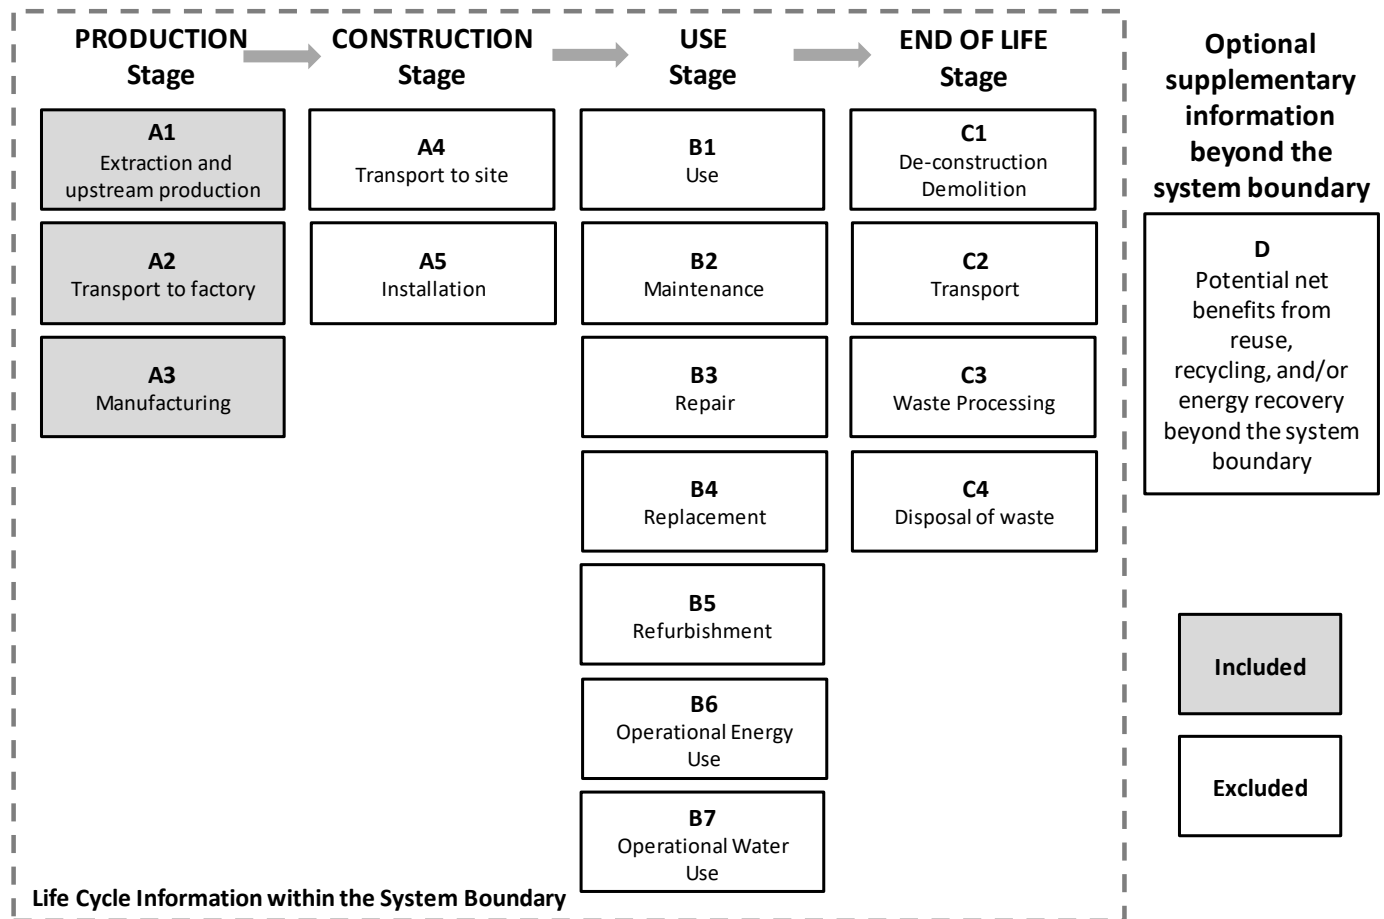 PRODUCTION
Stage
CONSTRUCTION
Stage
USE
Stage
END OF LIFE
Stage
Optional
supplementary
information
beyond the
system boundary
A1
Extraction and
upstream production
A2
Transport to factory
A3
Manufacturing
A4
Transport to site
A5
Installation
B1
Use
B2
Maintenance
B3
Repair
B4
Replacement
B5
Refurbishment
B6
Operational Energy
Use
B7
Operational Water
Use
C1
De-construction
Demolition
C2
Transport
C3
Waste Processing
C4
Disposal of waste
D
Potential net
benefits from
reuse,
recycling, and/or
energy recovery
beyond the system
boundary
Included
Excluded
Life Cycle Information within the System Boundary